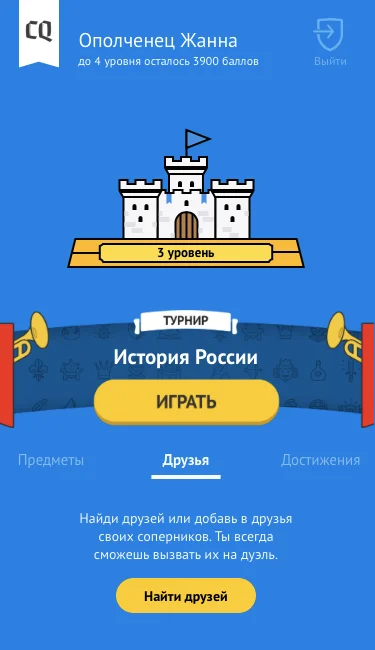 CQ
Ополченец Жанна
до 4 уровня осталось 3900 баллов
Выйти
3 уровень
ТУРНИР
История России
ИГРАТЬ
Предметы
Друзья
Достижения
Найди друзей или добавь в друзья
своих соперников. Ты всегда
сможешь вызвать их на дуэль.
Найти друзей